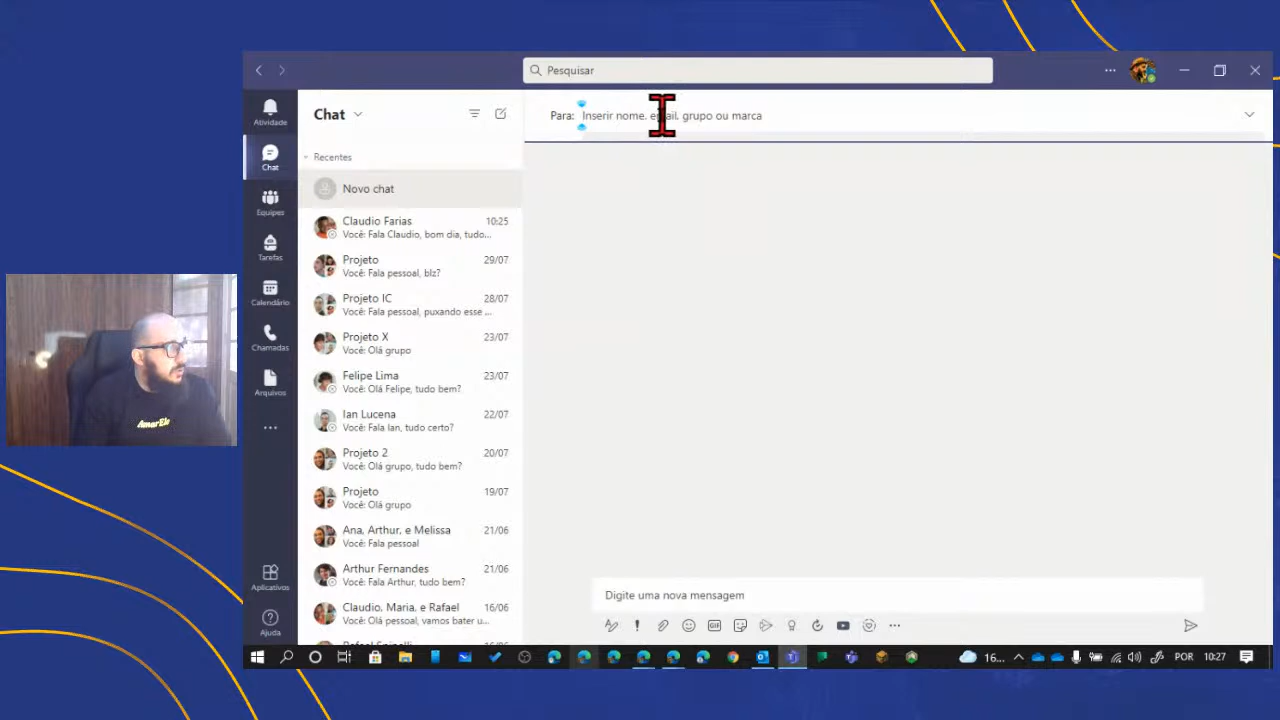 Pesquisar
Atividade
Chat
Equipes
Tarefas
Calendário
Chamadas
Arquivos
Aplicativos
Ajuda
Chat
Recentes
Novo chat
Claudio Farias 10:25
Você: Fala Claudio, bom dia, tudo...
Projeto 29/07
Você: Fala pessoal, blz?
Projeto IC 28/07
Você: Fala pessoal, puxando esse ...
Projeto X 23/07
Você: Olá grupo
Felipe Lima 23/07
Você: Olá Felipe, tudo bem?
Ian Lucena 22/07
Você: Fala Ian, tudo certo?
Projeto 2 20/07
Você: Olá grupo, tudo bem?
Projeto 19/07
Você: Olá grupo
Ana, Arthur, e Melissa 21/06
Você: Fala pessoal
Arthur Fernandes 21/06
Você: Fala Arthur, tudo bem?
Claudio, Maria, e Rafael 16/06
Você: Olá pessoal, vamos bater u...
Para: Inserir nome, email, grupo ou marca
Digite uma nova mensagem
16... POR 10:27
AmarElo